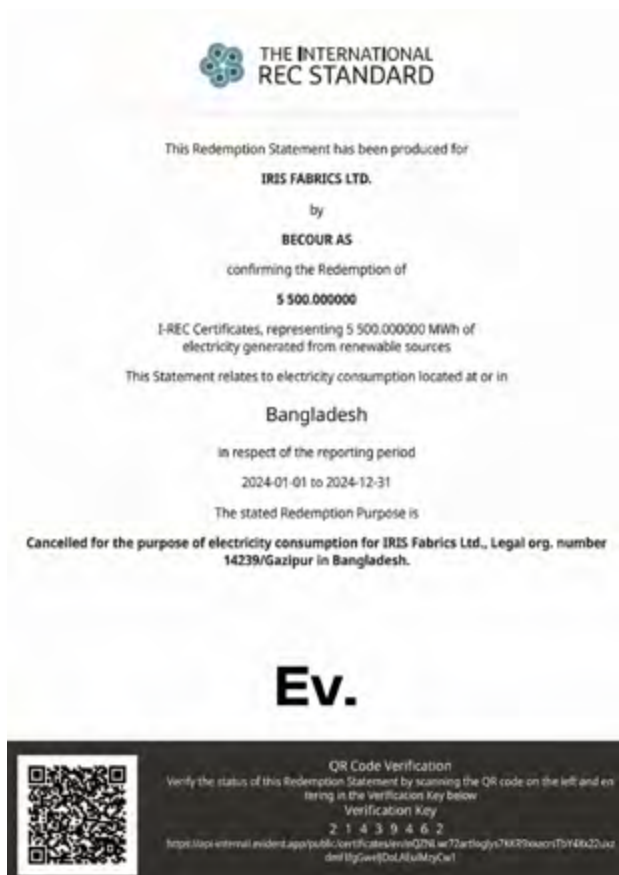 THE INTERNATIONAL
REC STANDARD
This Redemption Statement has been produced for
IRIS FABRICS LTD.
by
BECOUR AS
confirming the Redemption of
5 500.000000
I-REC Certificates, representing 5 500.000000 MWh of
electricity generated from renewable sources
This Statement relates to electricity consumption located at or in
Bangladesh
in respect of the reporting period
2024-01-01 to 2024-12-31
The stated Redemption Purpose is
Cancelled for the purpose of electricity consumption for IRIS Fabrics Ltd., Legal org. number
14239/Gazipur in Bangladesh.
Ev.
QR Code Verification
Verify the status of this Redemption Statement by scanning the QR code on the left and en
tering in the Verification Key below
Verification Key
2 1 4 3 9 4 6 2